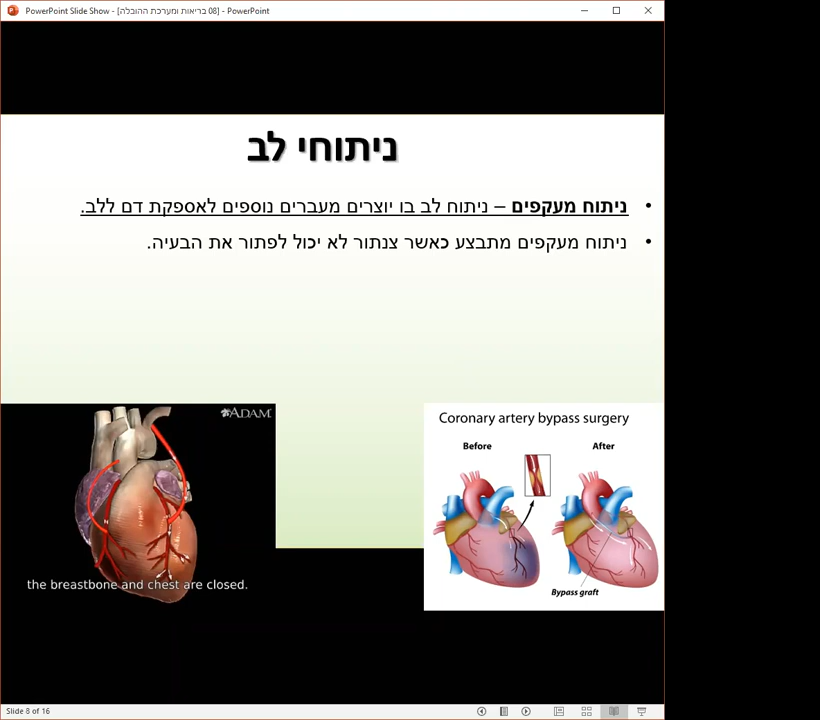 PowerPoint Slide Show - [08 בריאות ומערכת ההובלה] - PowerPoint
ניתוחי לב
• ניתוח מעקפים – ניתוח לב בו יוצרים מעברים נוספים לאספקת דם ללב.
• ניתוח מעקפים מתבצע כאשר צנתור לא יכול לפתור את הבעיה.
ADAM
the breastbone and chest are closed.
Coronary artery bypass surgery
Before
After
Bypass graft
Slide 8 of 16